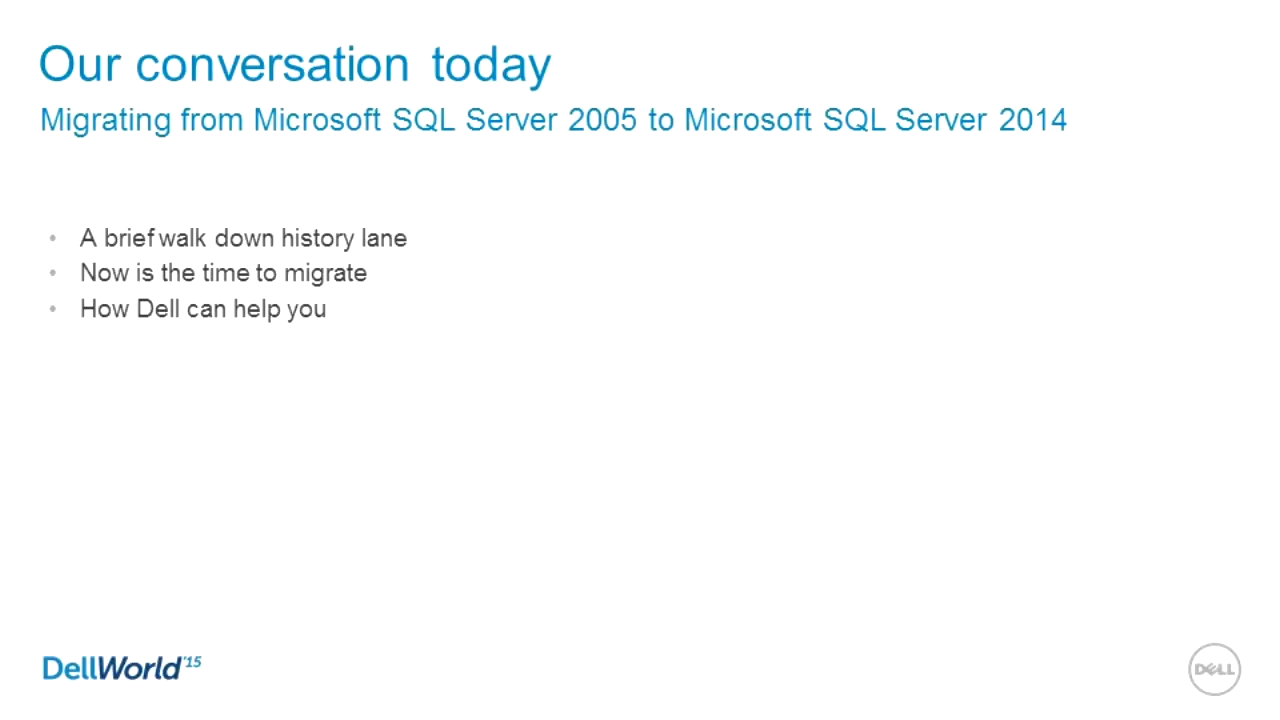 Our conversation today
Migrating from Microsoft SQL Server 2005 to Microsoft SQL Server 2014
• A brief walk down history lane
• Now is the time to migrate
• How Dell can help you
DellWorld'15
DELL